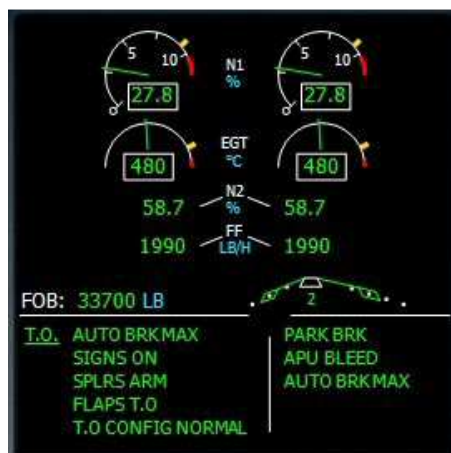 5 10 N1 5 10
%
27.8 27.8
0 0
EGT
480 °C 480
58.7 N2 58.7
%
1990 FF 1990
LB/H
FOB: 33700 LB 2
T.O. AUTO BRK MAX PARK BRK
SIGNS ON APU BLEED
SPLRS ARM AUTO BRK MAX
FLAPS T.O
T.O CONFIG NORMAL